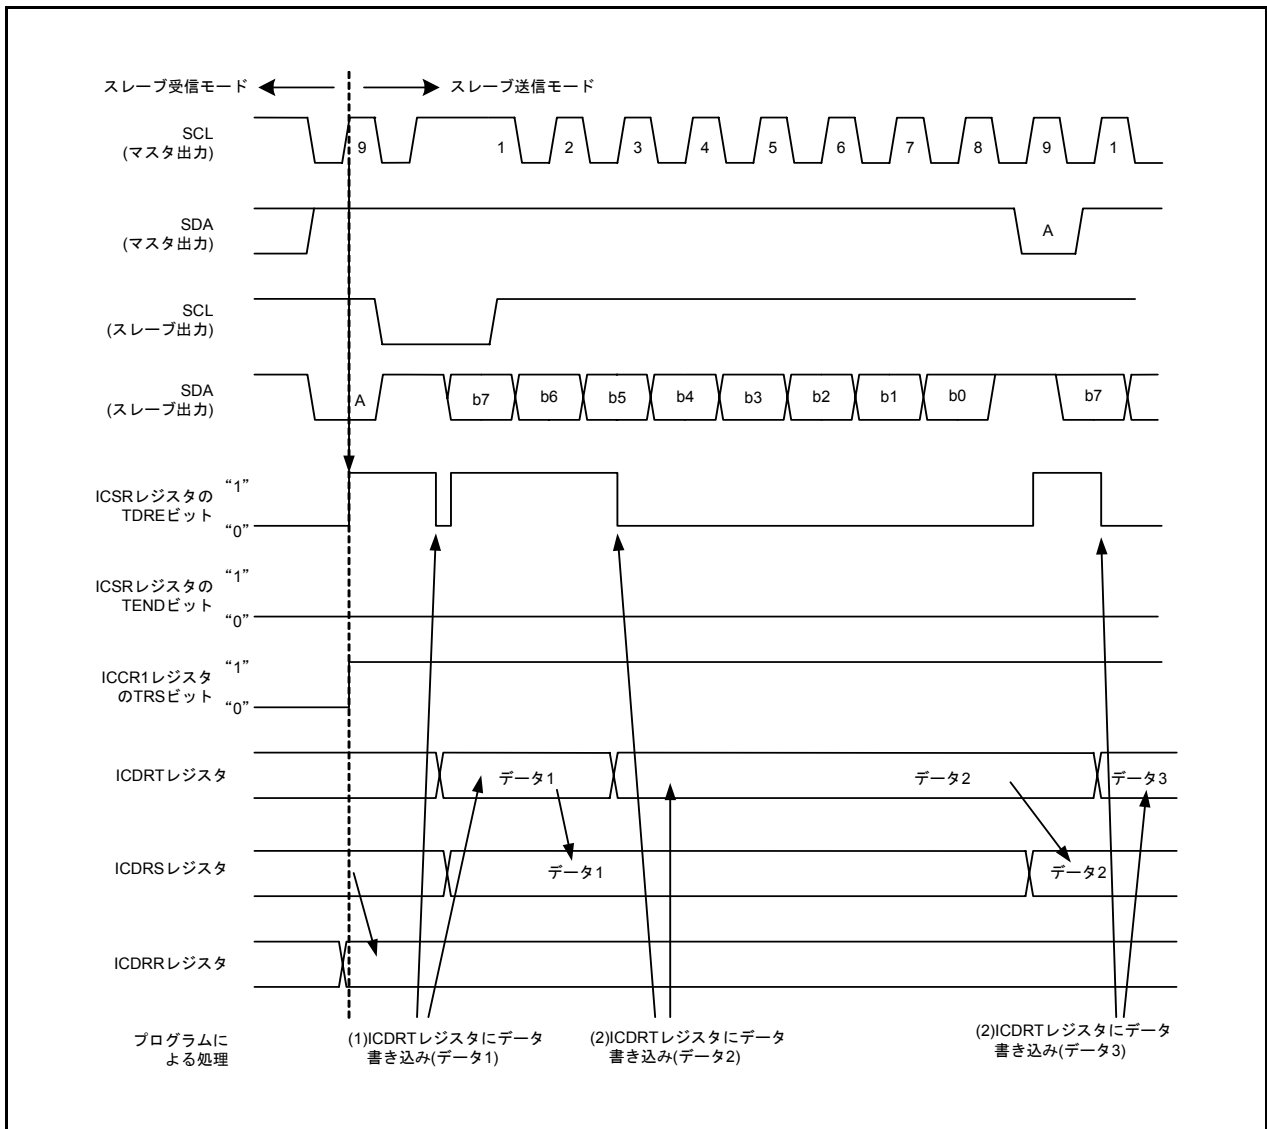 スレーブ受信モード スレーブ送信モード
SCL
(マスタ出力)
9 1 2 3 4 5 6 7 8 9 1
SDA
(マスタ出力)
A
SCL
(スレーブ出力)
SDA
(スレーブ出力)
A b7 b6 b5 b4 b3 b2 b1 b0 b7
ICSRレジスタの
TDREビット
“1”
“0”
ICSRレジスタの
TENDビット
“1”
“0”
ICCR1レジスタ
のTRSビット
“1”
“0”
ICDRTレジスタ
データ1 データ2 データ3
ICDRSレジスタ
データ1 データ2
ICDRRレジスタ
プログラムに
よる処理
(1)ICDRTレジスタにデータ
書き込み(データ1)
(2)ICDRTレジスタにデータ
書き込み(データ2)
(2)ICDRTレジスタにデータ
書き込み(データ3)